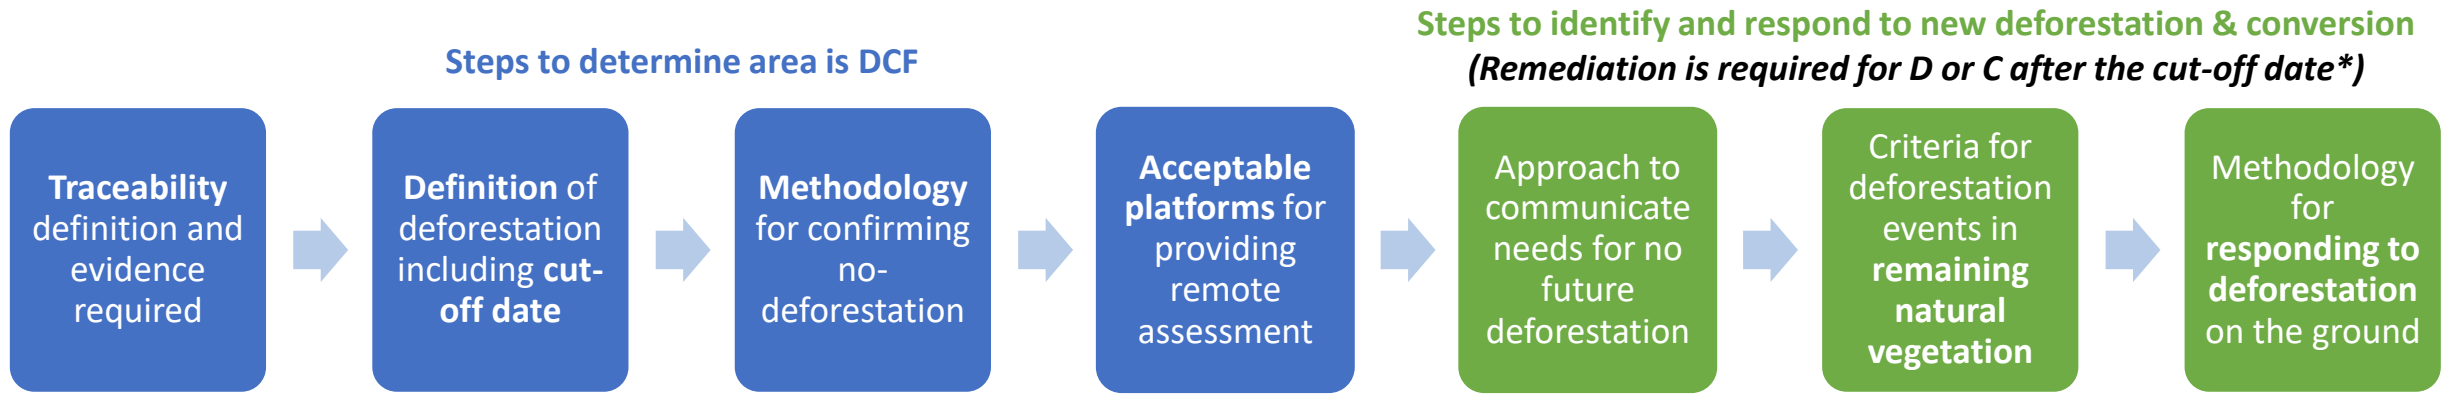 Steps to determine area is DCF
Steps to identify and respond to new deforestation & conversion
(Remediation is required for D or C after the cut-off date*)
Traceability
definition and
evidence
required
Definition of
deforestation
including cut-
off date
Methodology
for confirming
no-
deforestation
Acceptable
platforms for
providing
remote
assessment
Approach to
communicate
needs for no
future
deforestation
Criteria for
deforestation
events in
remaining
natural
vegetation
Methodology
for
responding to
deforestation
on the ground